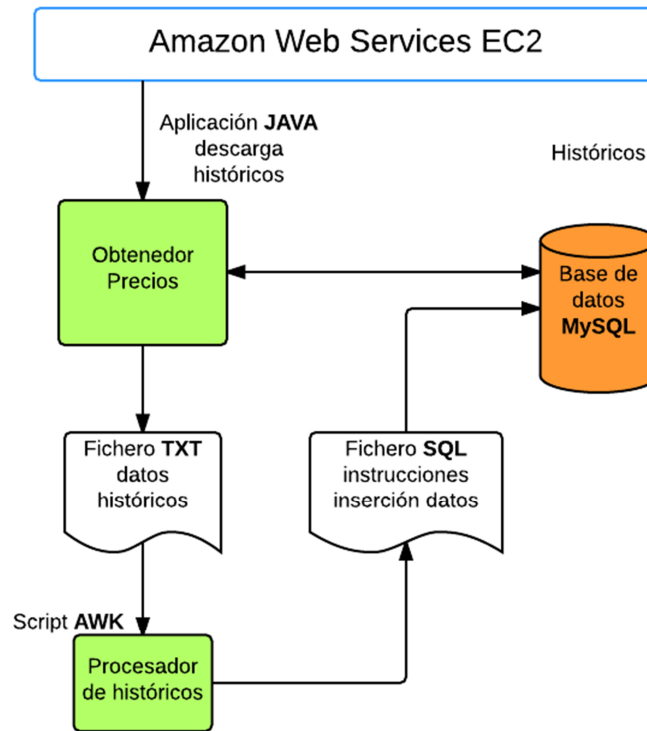 Amazon Web Services EC2
Aplicación JAVA
descarga
históricos
Históricos
Obtenedor
Precios
Base de
datos
MySQL
Fichero TXT
datos
históricos
Fichero SQL
instrucciones
inserción datos
Script AWK
Procesador
de históricos